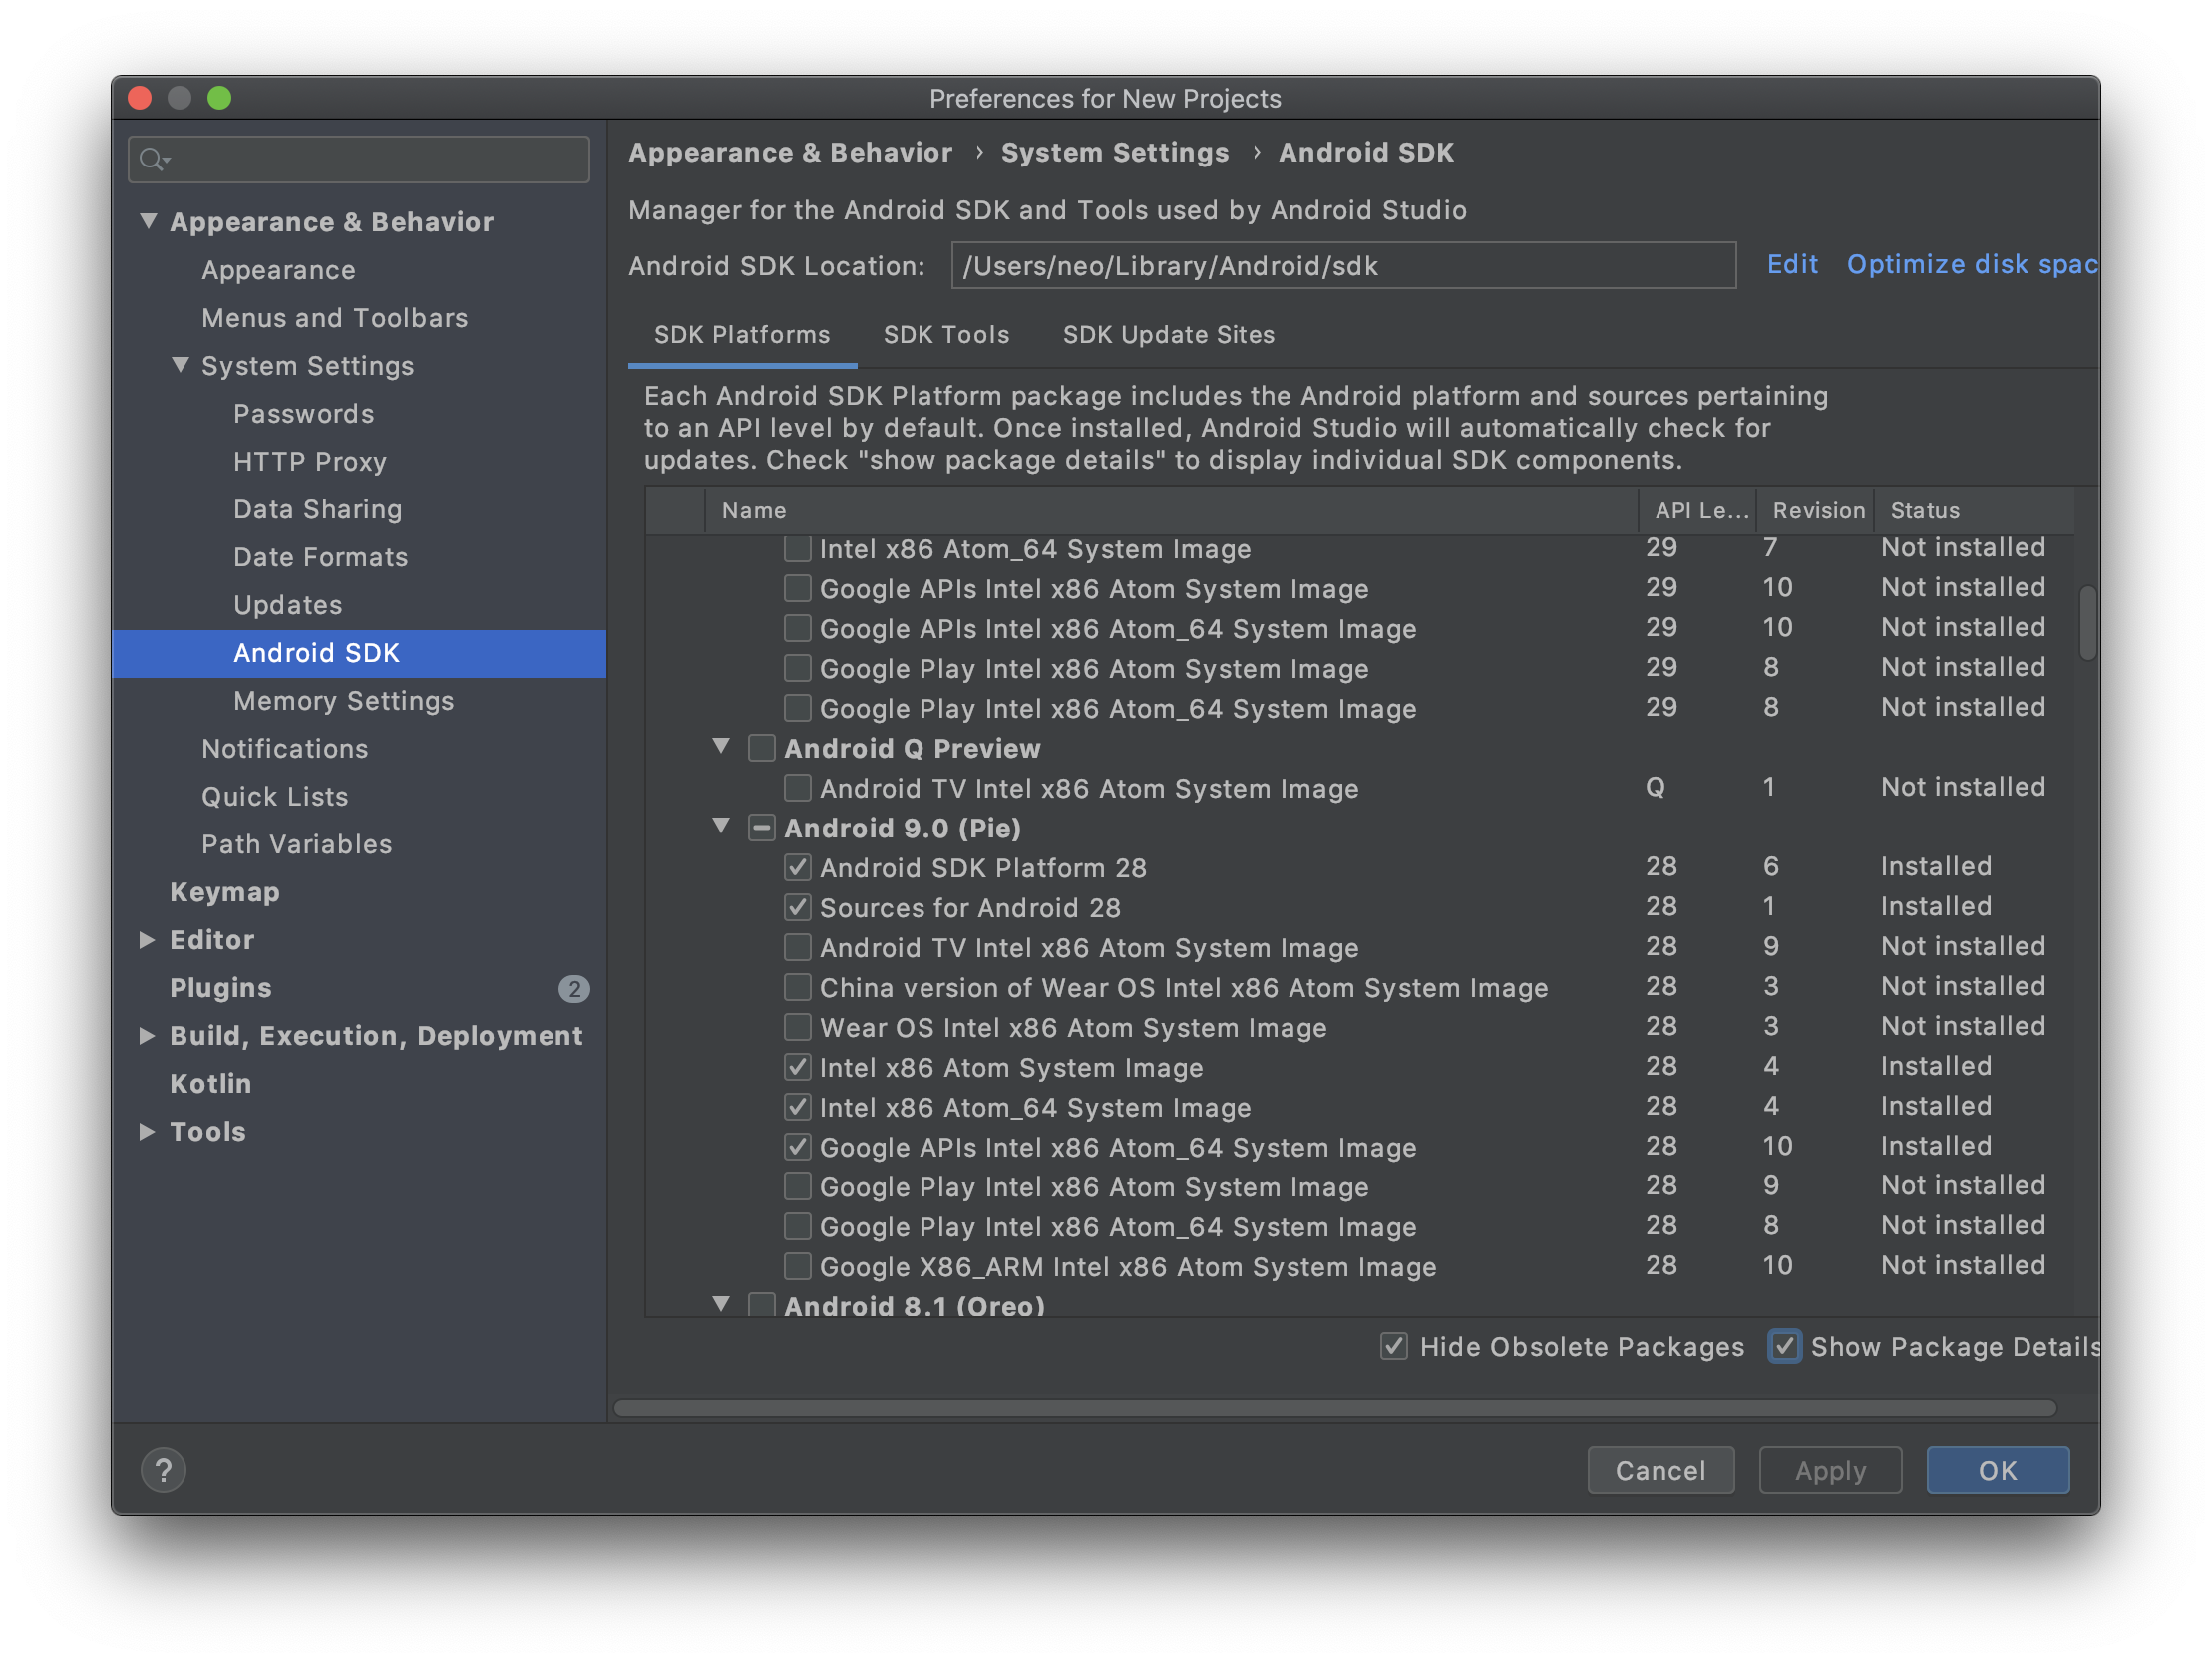 Preferences for New Projects
Appearance & Behavior
Appearance
Menus and Toolbars
System Settings
Passwords
HTTP Proxy
Data Sharing
Date Formats
Updates
Android SDK
Memory Settings
Notifications
Quick Lists
Path Variables
Keymap
Editor
Plugins 2
Build, Execution, Deployment
Kotlin
Tools
Appearance & Behavior › System Settings › Android SDK
Manager for the Android SDK and Tools used by Android Studio
Android SDK Location: /Users/neo/Library/Android/sdk Edit Optimize disk spac
SDK Platforms SDK Tools SDK Update Sites
Each Android SDK Platform package includes the Android platform and sources pertaining
to an API level by default. Once installed, Android Studio will automatically check for
updates. Check "show package details" to display individual SDK components.
Name API Le... Revision Status
Intel x86 Atom_64 System Image 29 7 Not installed
Google APIs Intel x86 Atom System Image 29 10 Not installed
Google APIs Intel x86 Atom_64 System Image 29 10 Not installed
Google Play Intel x86 Atom System Image 29 8 Not installed
Google Play Intel x86 Atom_64 System Image 29 8 Not installed
Android Q Preview
Android TV Intel x86 Atom System Image Q 1 Not installed
Android 9.0 (Pie)
Android SDK Platform 28 28 6 Installed
Sources for Android 28 28 1 Installed
Android TV Intel x86 Atom System Image 28 9 Not installed
China version of Wear OS Intel x86 Atom System Image 28 3 Not installed
Wear OS Intel x86 Atom System Image 28 3 Not installed
Intel x86 Atom System Image 28 4 Installed
Intel x86 Atom_64 System Image 28 4 Installed
Google APIs Intel x86 Atom_64 System Image 28 10 Installed
Google Play Intel x86 Atom System Image 28 9 Not installed
Google Play Intel x86 Atom_64 System Image 28 8 Not installed
Google X86_ARM Intel x86 Atom System Image 28 10 Not installed
Android 8.1 (Oreo)
Hide Obsolete Packages Show Package Details
? Cancel Apply OK